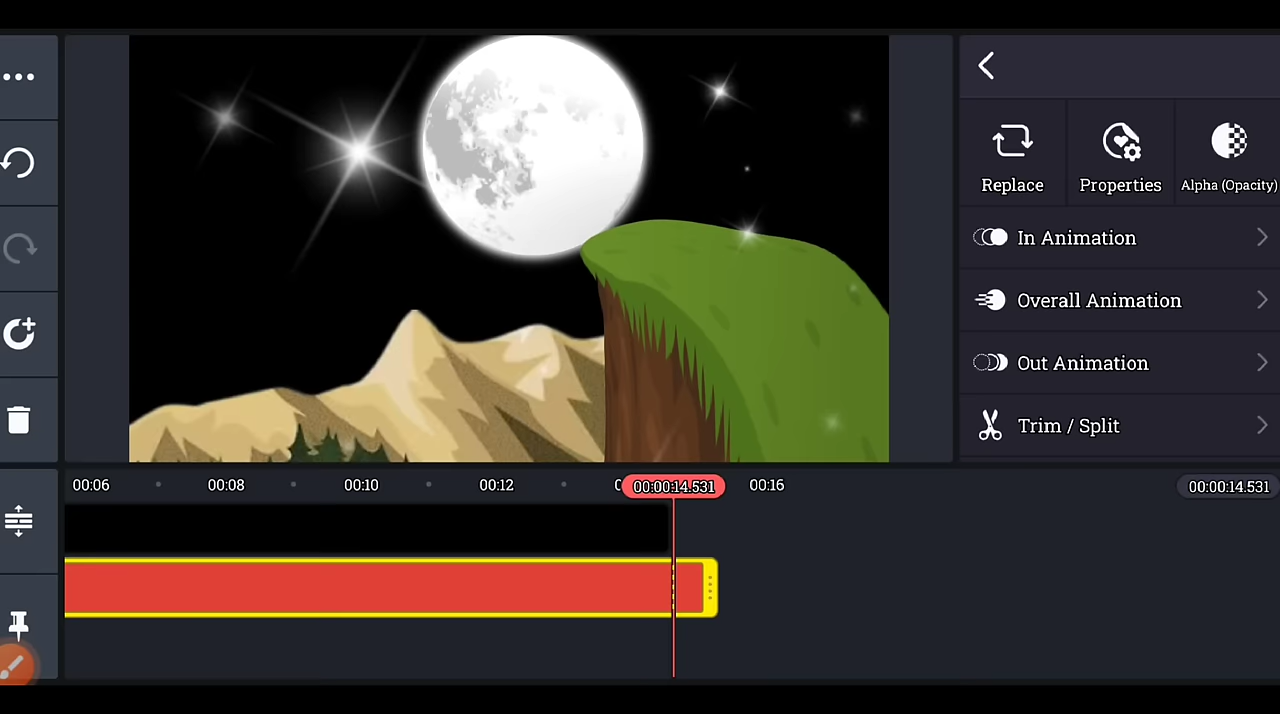 Replace
Properties
Alpha (Opacity)
In Animation
Overall Animation
Out Animation
Trim / Split
00:06
00:08
00:10
00:12
00:00:14.531
00:16
00:00:14.531